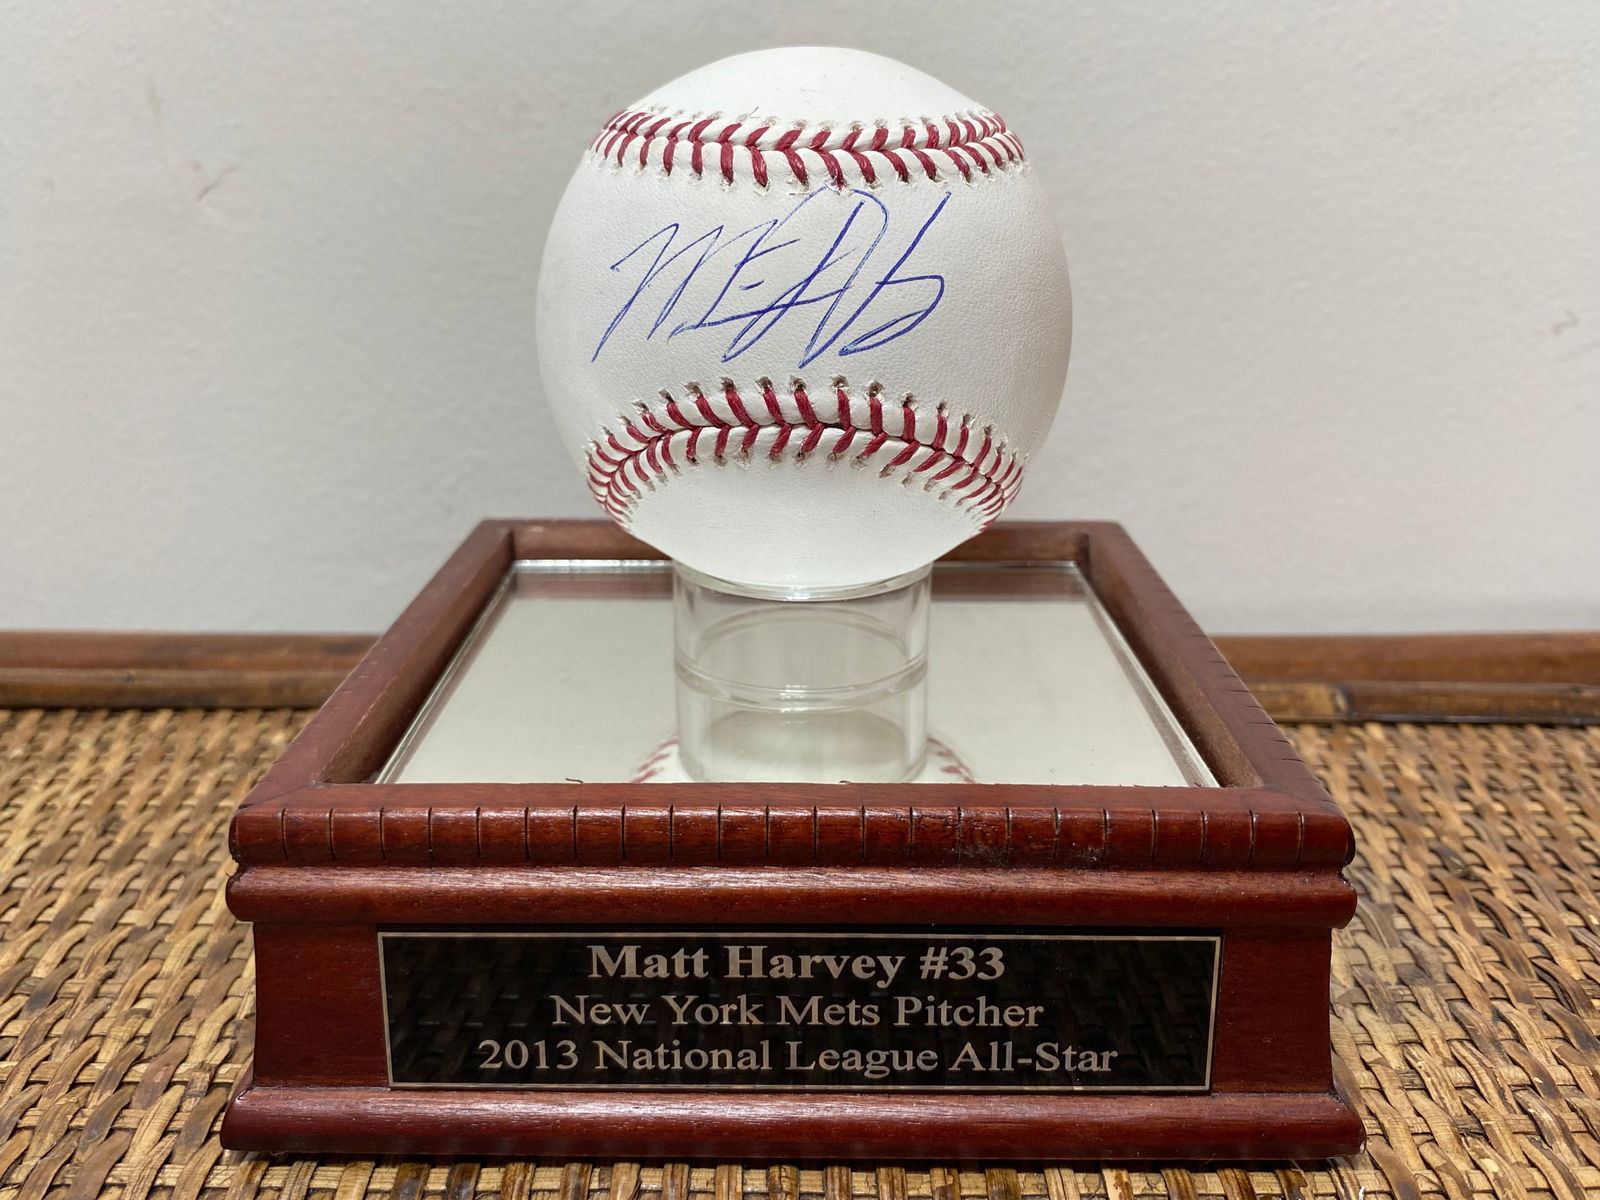 Matt Harvey #33
New York Mets Pitcher
2013 National League All-Star